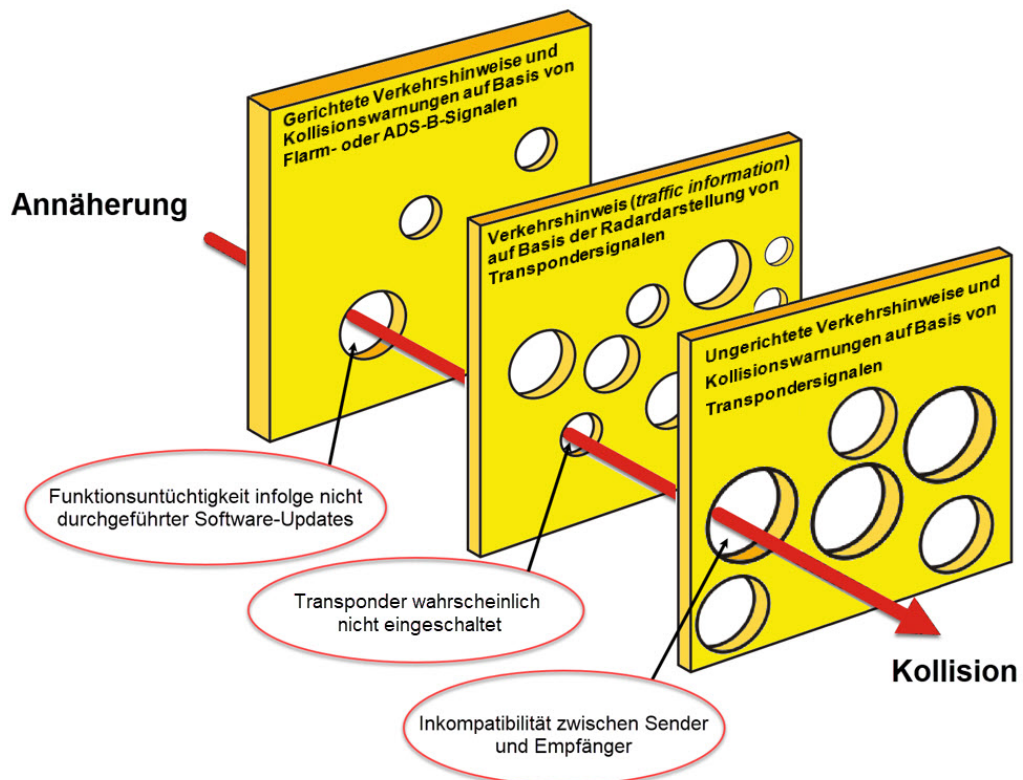 Gerichtete Verkehrshinweise und
Kollisionswarnungen auf Basis von
Flarm- oder ADS-B-Signalen
Annäherung
Verkehrshinweis (traffic information)
auf Basis der Radardarstellung von
Transpondersignalen
Ungerichtete Verkehrshinweise und
Kollisionswarnungen auf Basis von
Transpondersignalen
Funktionsuntüchtigkeit infolge nicht
durchgeführter Software-Updates
Transponder wahrscheinlich
nicht eingeschaltet
Kollision
Inkompatibilität zwischen Sender
und Empfänger